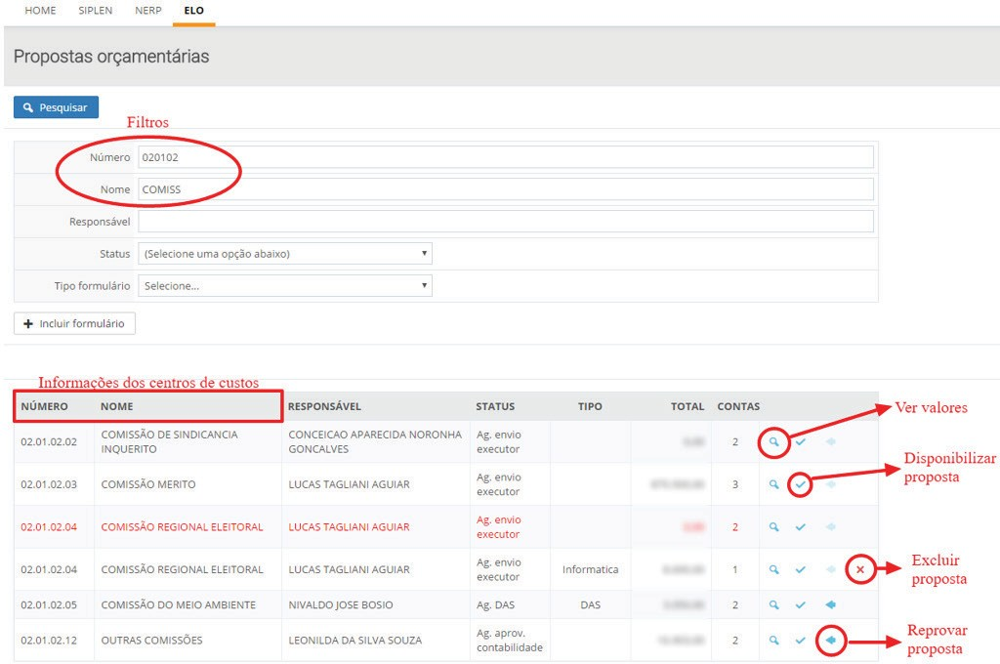 HOME SIPLEN NERP ELO
Propostas orçamentárias
Pesquisar
Filtros
Número 020102
Nome COMISS
Responsável
Status (Selecione uma opção abaixo)
Tipo formulário Selecione...
Incluir formulário
Informações dos centros de custos
NÚMERO NOME RESPONSÁVEL STATUS TIPO TOTAL CONTAS
Ver valores
02.01.02.02 COMISSÃO DE SINDICANCIA INQUERITO CONCEICAO APARECIDA NORONHA GONCALVES Ag. envio executor 2
Disponibilizar
proposta
02.01.02.03 COMISSÃO MERITO LUCAS TAGLIANI AGUIAR Ag. envio executor 3
02.01.02.04 COMISSÃO REGIONAL ELEITORAL LUCAS TAGLIANI AGUIAR Ag. envio executor 2
02.01.02.04 COMISSÃO REGIONAL ELEITORAL LUCAS TAGLIANI AGUIAR Ag. envio executor Informatica 1
Excluir
proposta
02.01.02.05 COMISSÃO DO MEIO AMBIENTE NIVALDO JOSE BOSIO Ag. DAS DAS 2
02.01.02.12 OUTRAS COMISSÕES LEONILDA DA SILVA SOUZA Ag. aprov. contabilidade 2
Reprovar
proposta